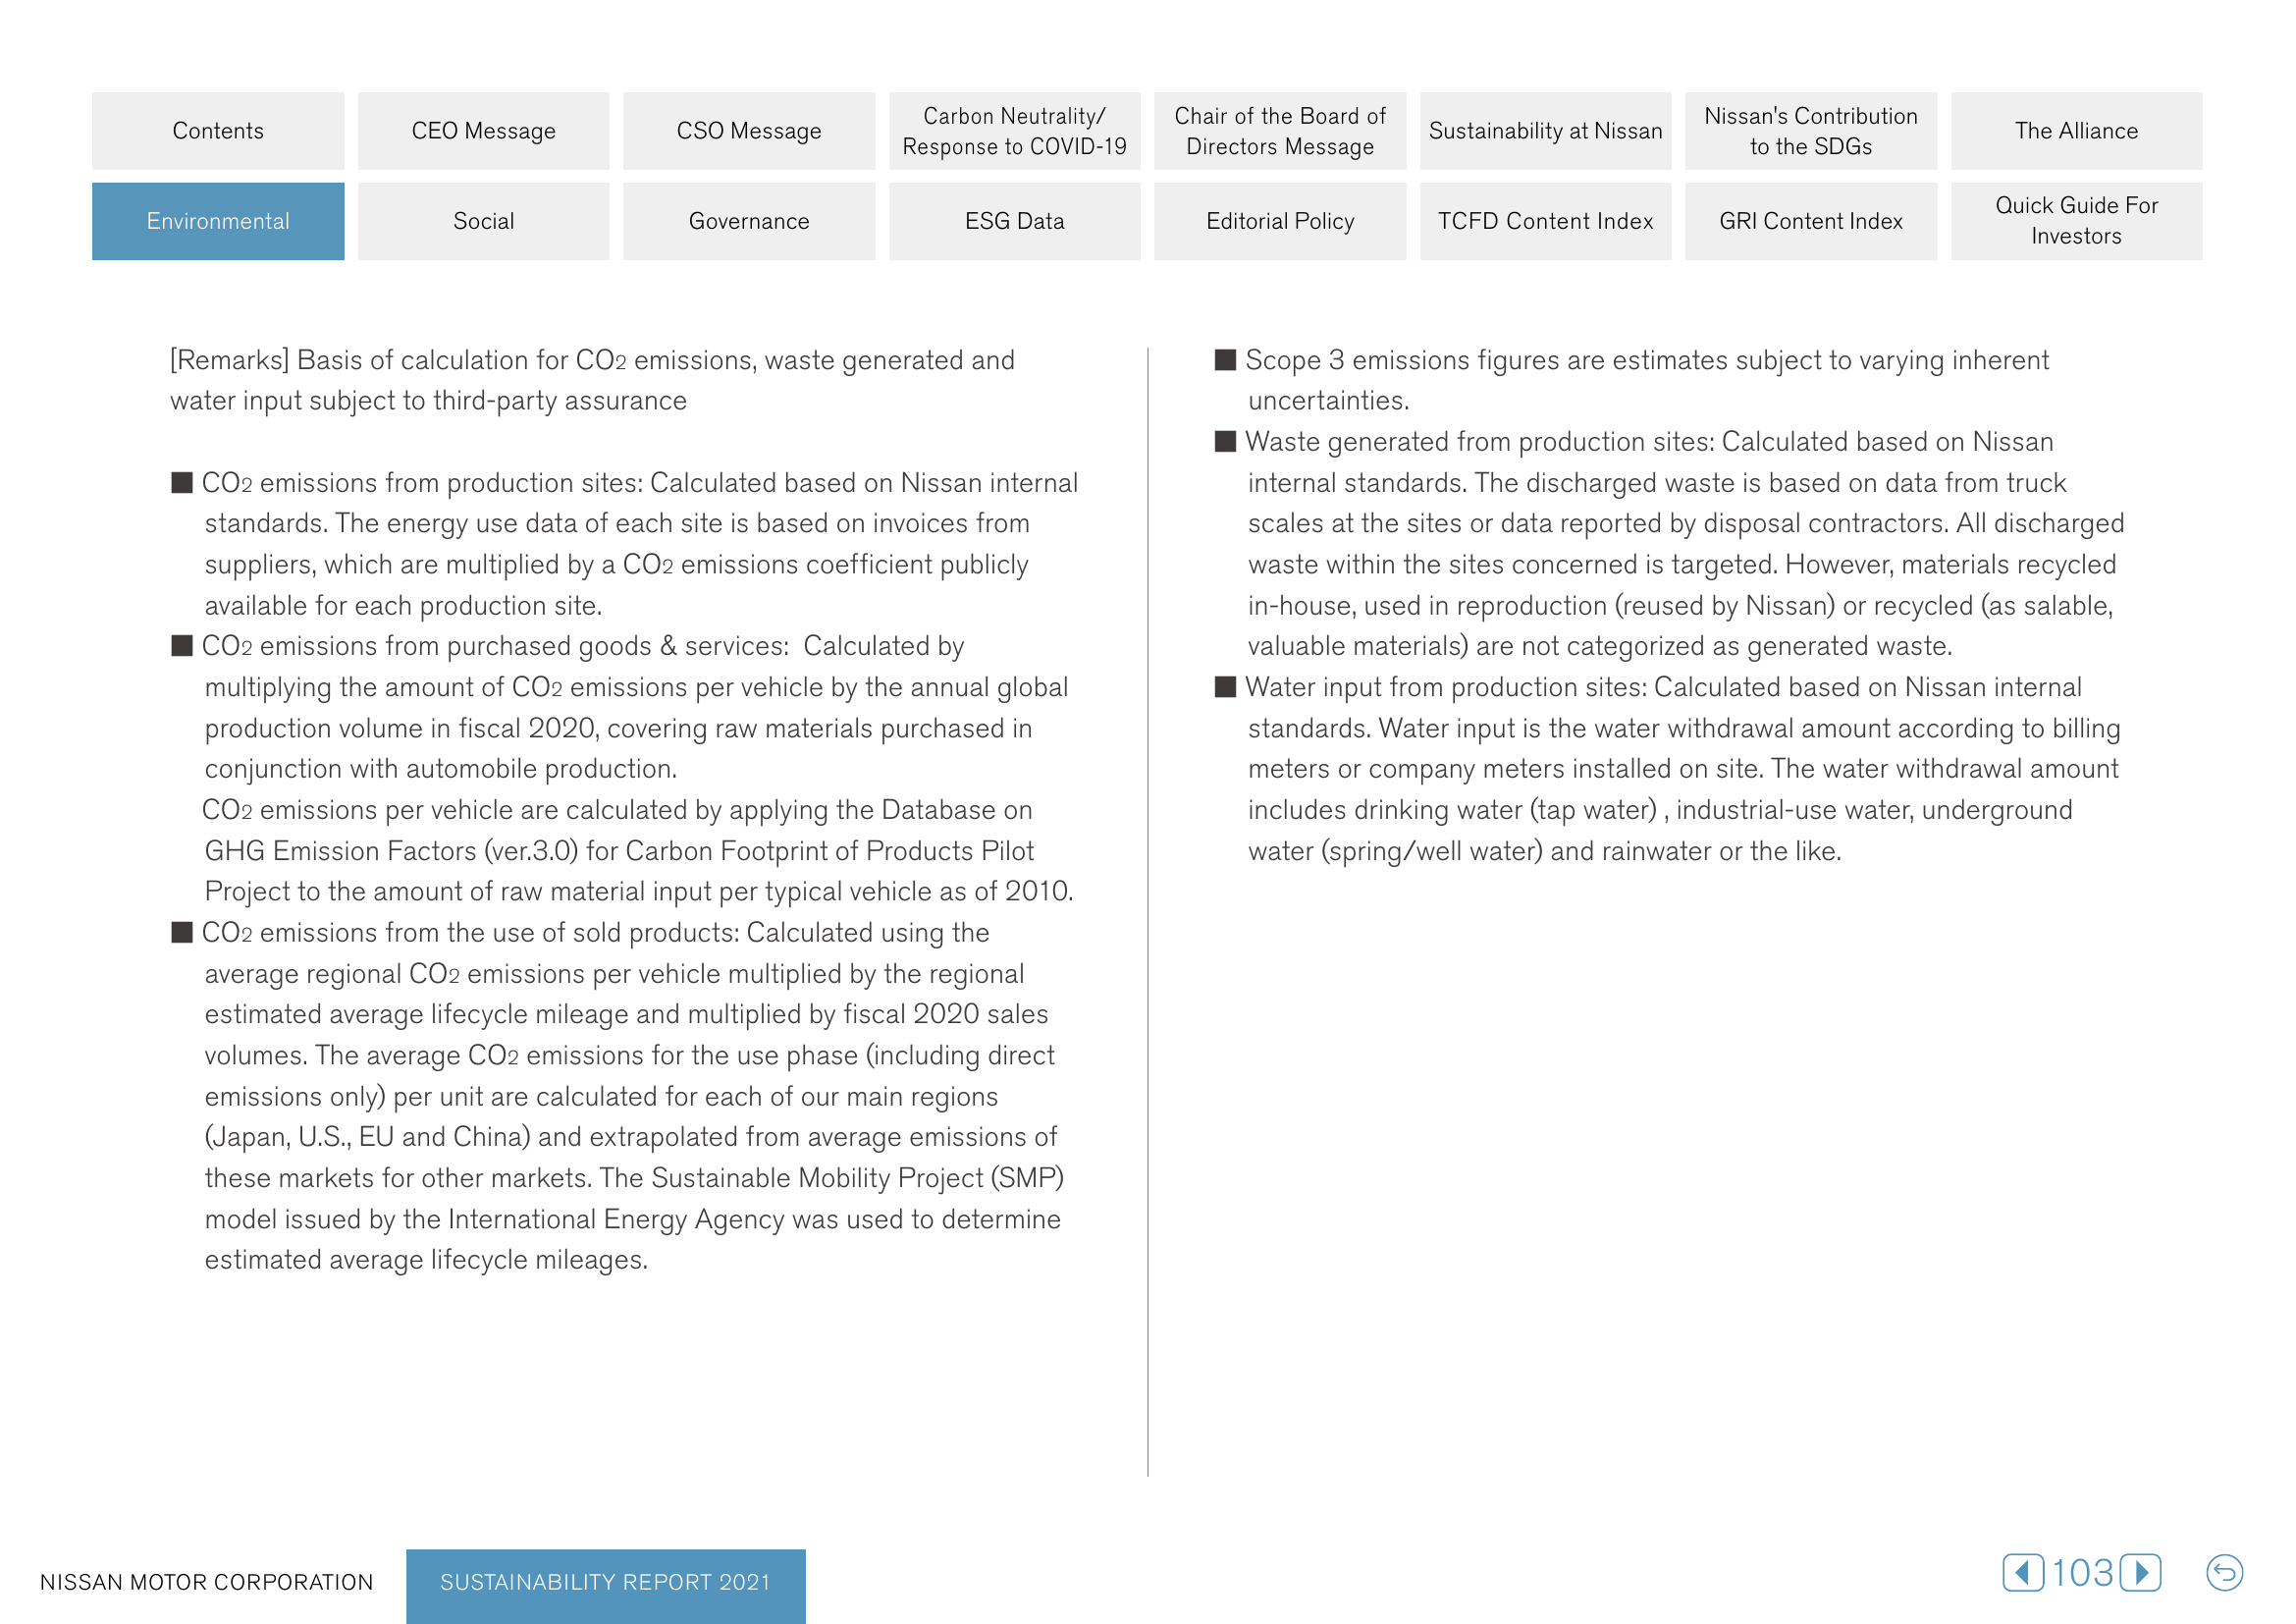 Contents
CEO Message
CSO Message
Carbon Neutrality/
Response to COVID-19
Chair of the Board of
Directors Message
Sustainability at Nissan
Nissan's Contribution
to the SDGs
The Alliance
Environmental
Social
Governance
ESG Data
Editorial Policy
TCFD Content Index
GRI Content Index
Quick Guide For
Investors
[Remarks] Basis of calculation for CO2 emissions, waste generated and
water input subject to third-party assurance
■ CO2 emissions from production sites: Calculated based on Nissan internal
standards. The energy use data of each site is based on invoices from
suppliers, which are multiplied by a CO2 emissions coefficient publicly
available for each production site.
■ CO2 emissions from purchased goods & services: Calculated by
multiplying the amount of CO2 emissions per vehicle by the annual global
production volume in fiscal 2020, covering raw materials purchased in
conjunction with automobile production.
CO2 emissions per vehicle are calculated by applying the Database on
GHG Emission Factors (ver.3.0) for Carbon Footprint of Products Pilot
Project to the amount of raw material input per typical vehicle as of 2010.
■ CO2 emissions from the use of sold products: Calculated using the
average regional CO2 emissions per vehicle multiplied by the regional
estimated average lifecycle mileage and multiplied by fiscal 2020 sales
volumes. The average CO2 emissions for the use phase (including direct
emissions only) per unit are calculated for each of our main regions
(Japan, U.S., EU and China) and extrapolated from average emissions of
these markets for other markets. The Sustainable Mobility Project (SMP)
model issued by the International Energy Agency was used to determine
estimated average lifecycle mileages.
■ Scope 3 emissions figures are estimates subject to varying inherent
uncertainties.
■ Waste generated from production sites: Calculated based on Nissan
internal standards. The discharged waste is based on data from truck
scales at the sites or data reported by disposal contractors. All discharged
waste within the sites concerned is targeted. However, materials recycled
in-house, used in reproduction (reused by Nissan) or recycled (as salable,
valuable materials) are not categorized as generated waste.
■ Water input from production sites: Calculated based on Nissan internal
standards. Water input is the water withdrawal amount according to billing
meters or company meters installed on site. The water withdrawal amount
includes drinking water (tap water) , industrial-use water, underground
water (spring/well water) and rainwater or the like.
NISSAN MOTOR CORPORATION
SUSTAINABILITY REPORT 2021
103